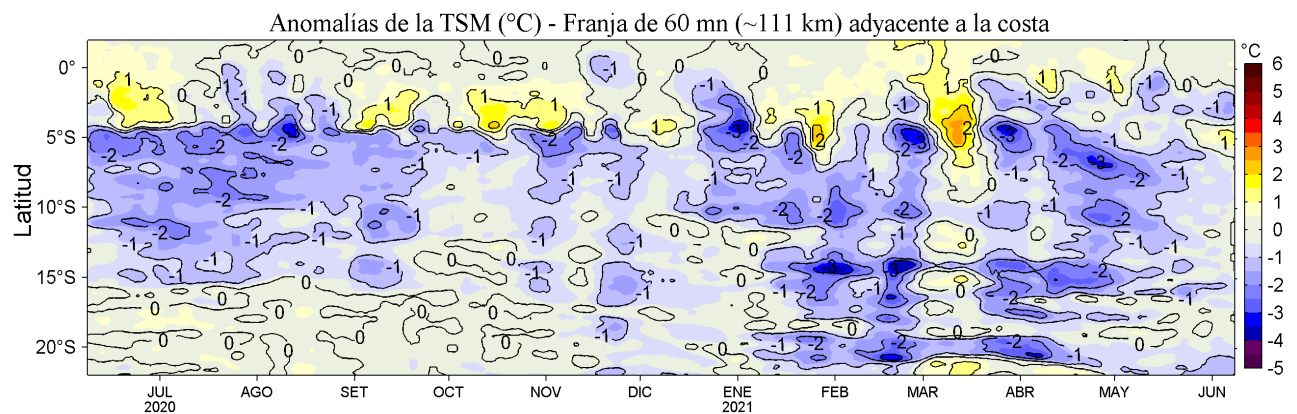 Anomalías de la TSM (°C) - Franja de 60 mn (~111 km) adyacente a la costa
Latitud
0°
5°S
10°S
15°S
20°S
JUL AGO SET OCT NOV DIC ENE FEB MAR ABR MAY JUN
2020 2021
°C
6
5
4
3
2
1
0
-1
-2
-3
-4
-5